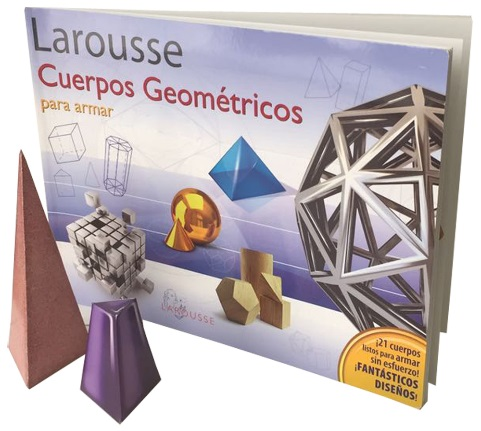 Larousse
Cuerpos Geométricos
para armar
LAROUSSE
¡21 cuerpos
listos para armar
sin esfuerzo!
¡FANTÁSTICOS
DISEÑOS!